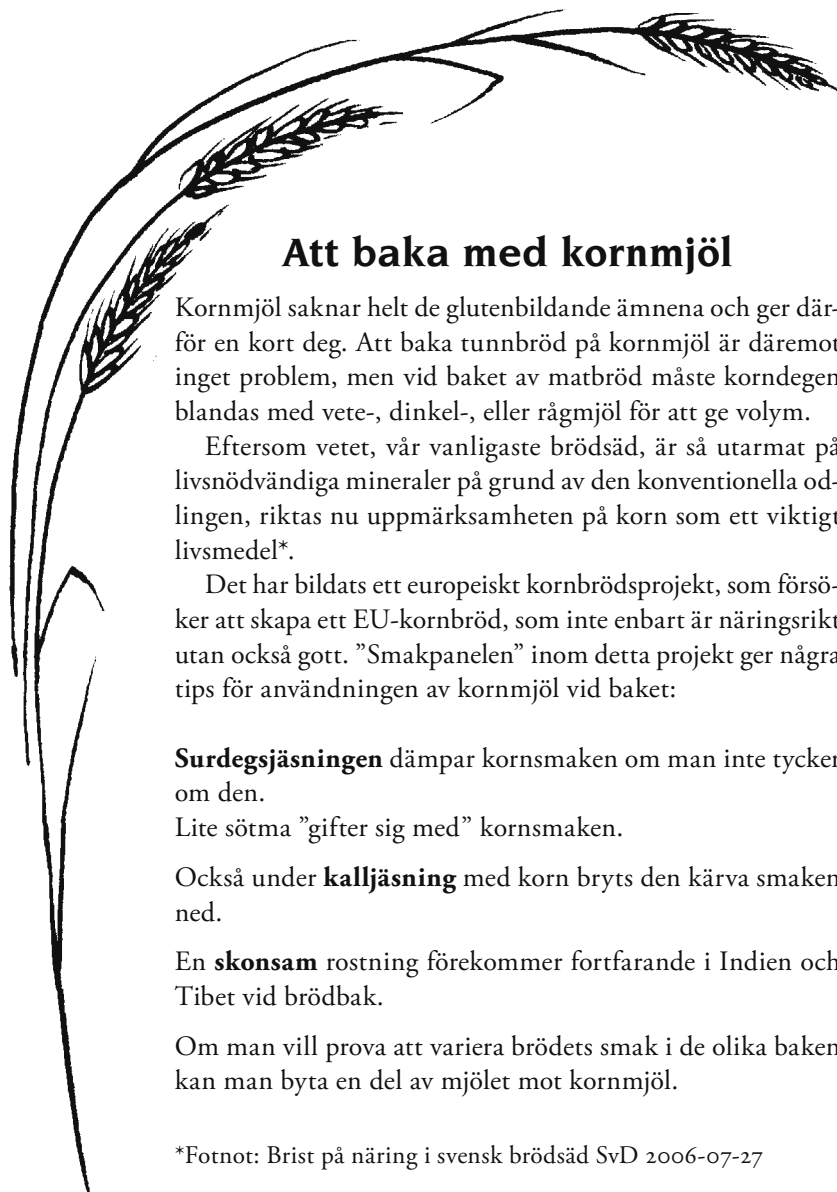 Att baka med kornmjöl
Kornmjöl saknar helt de glutenbildande ämnena och ger där-
för en kort deg. Att baka tunnbröd på kornmjöl är däremot
inget problem, men vid baket av matbröd måste korndegen
blandas med vete-, dinkel-, eller rågmjöl för att ge volym.
Eftersom vetet, vår vanligaste brödsäd, är så utarmat på
livsnödvändiga mineraler på grund av den konventionella od-
lingen, riktas nu uppmärksamheten på korn som ett viktigt
livsmedel*.
Det har bildats ett europeiskt kornbrödsprojekt, som försö-
ker att skapa ett EU-kornbröd, som inte enbart är näringsrikt
utan också gott. ”Smakpanelen” inom detta projekt ger några
tips för användningen av kornmjöl vid baket:
Surdegsjäsningen dämpar kornsmaken om man inte tycker
om den.
Lite sötma ”gifter sig med” kornsmaken.
Också under kalljäsning med korn bryts den kärva smaken
ned.
En skonsam rostning förekommer fortfarande i Indien och
Tibet vid brödbak.
Om man vill prova att variera brödets smak i de olika baken
kan man byta en del av mjölet mot kornmjöl.
*Fotnot: Brist på näring i svensk brödsäd SvD 2006-07-27